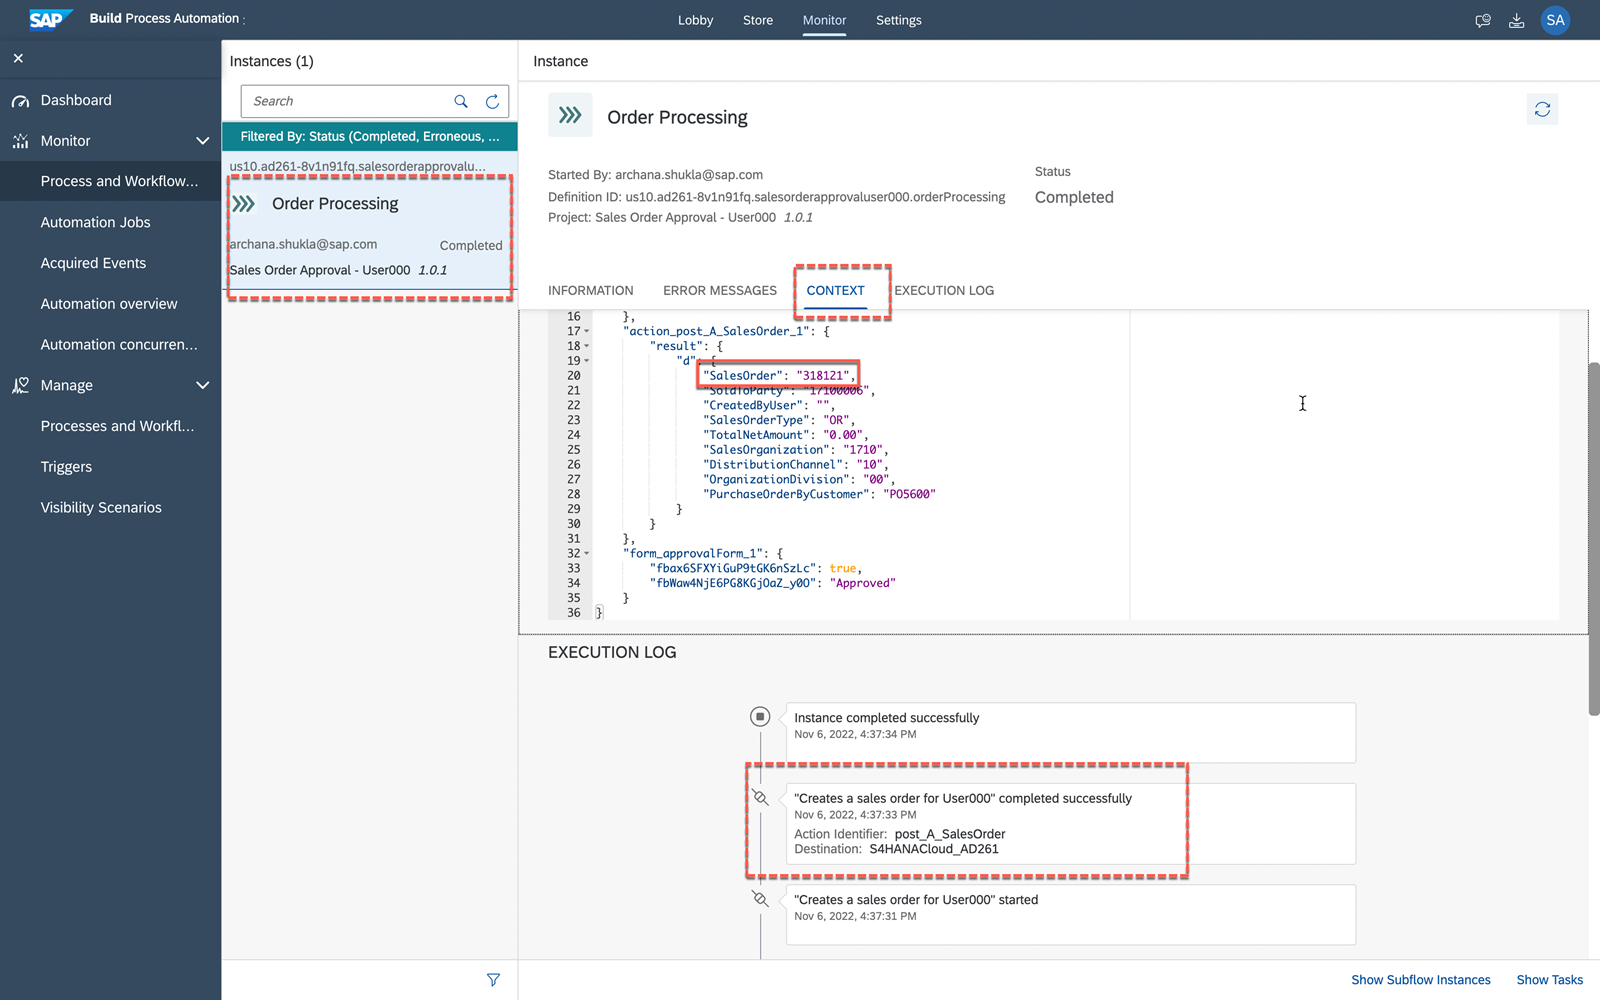 SAP Build Process Automation :
Lobby Store Monitor Settings
SA
Dashboard
Monitor
Process and Workflow...
Automation Jobs
Acquired Events
Automation overview
Automation concurren...
Manage
Processes and Workfl...
Triggers
Visibility Scenarios
Instances (1)
Search
Filtered By: Status (Completed, Erroneous, ...
us10.ad261-8v1n91fq.salesorderapprovalu...
Order Processing
archana.shukla@sap.com Completed
Sales Order Approval - User000 1.0.1
Instance
Order Processing
Started By: archana.shukla@sap.com
Definition ID: us10.ad261-8v1n91fq.salesorderapprovaluser000.orderProcessing
Project: Sales Order Approval - User000 1.0.1
Status
Completed
INFORMATION ERROR MESSAGES CONTEXT EXECUTION LOG
16 },
17 "action_post_A_SalesOrder_1": {
18 "result": {
19 "d": {
20 "SalesOrder": "318121",
21 "SoldToParty": "17100006",
22 "CreatedByUser": "",
23 "SalesOrderType": "OR",
24 "TotalNetAmount": "0.00",
25 "SalesOrganization": "1710",
26 "DistributionChannel": "10",
27 "OrganizationDivision": "00",
28 "PurchaseOrderByCustomer": "PO5600"
29 }
30 }
31 },
32 "form_approvalForm_1": {
33 "fbax6SFXYiGuP9tGK6nSzLc": true,
34 "fbWaw4NjE6PG8KGjOaZ_y0O": "Approved"
35 }
36 }
EXECUTION LOG
Instance completed successfully
Nov 6, 2022, 4:37:34 PM
"Creates a sales order for User000" completed successfully
Nov 6, 2022, 4:37:33 PM
Action Identifier: post_A_SalesOrder
Destination: S4HANACloud_AD261
"Creates a sales order for User000" started
Nov 6, 2022, 4:37:31 PM
Show Subflow Instances Show Tasks